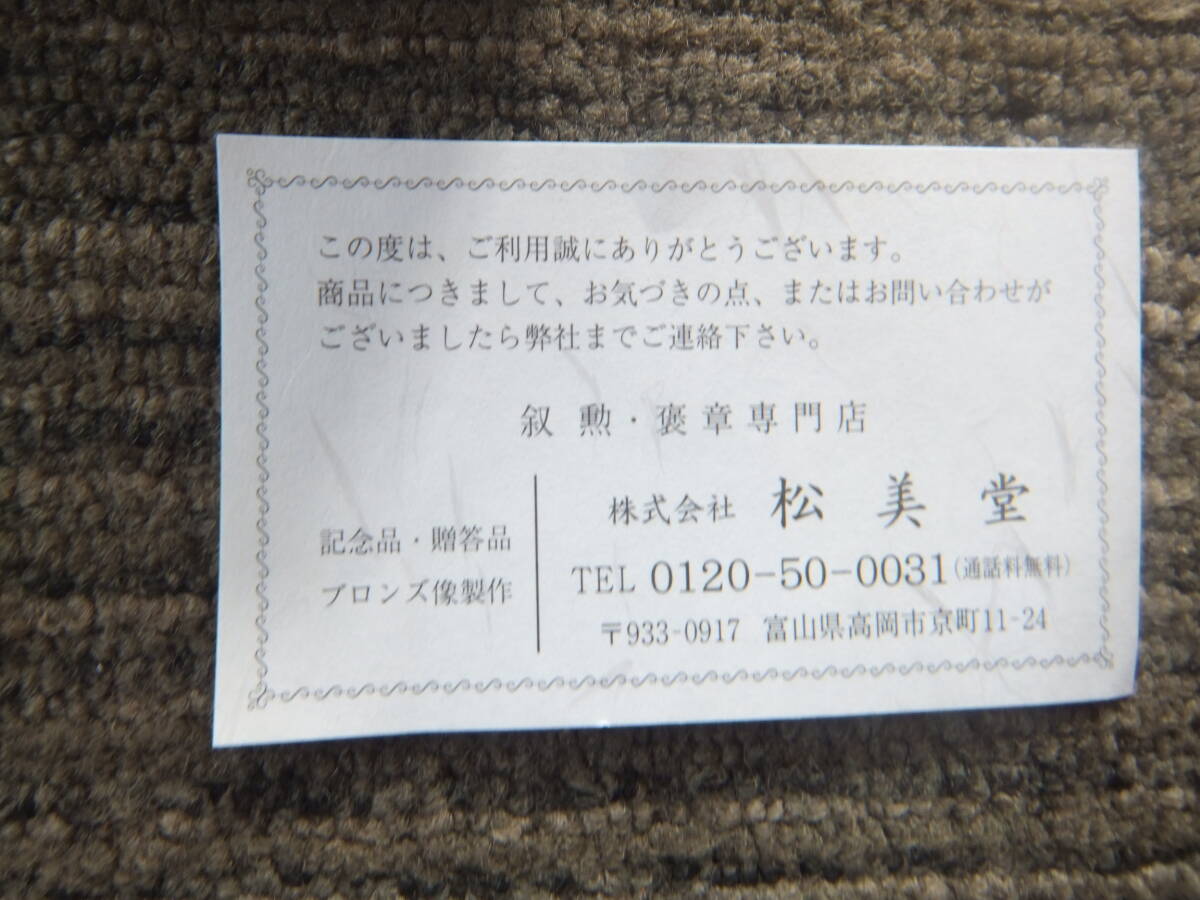 この度は、ご利用誠にありがとうございます。
商品につきまして、お気づきの点、またはお問い合わせが
ございましたら弊社までご連絡下さい。
叙勲・褒章専門店
記念品・贈答品
ブロンズ像製作
株式会社 松美堂
TEL 0120-50-0031(通話料無料)
〒933-0917 富山県高岡市京町11-24